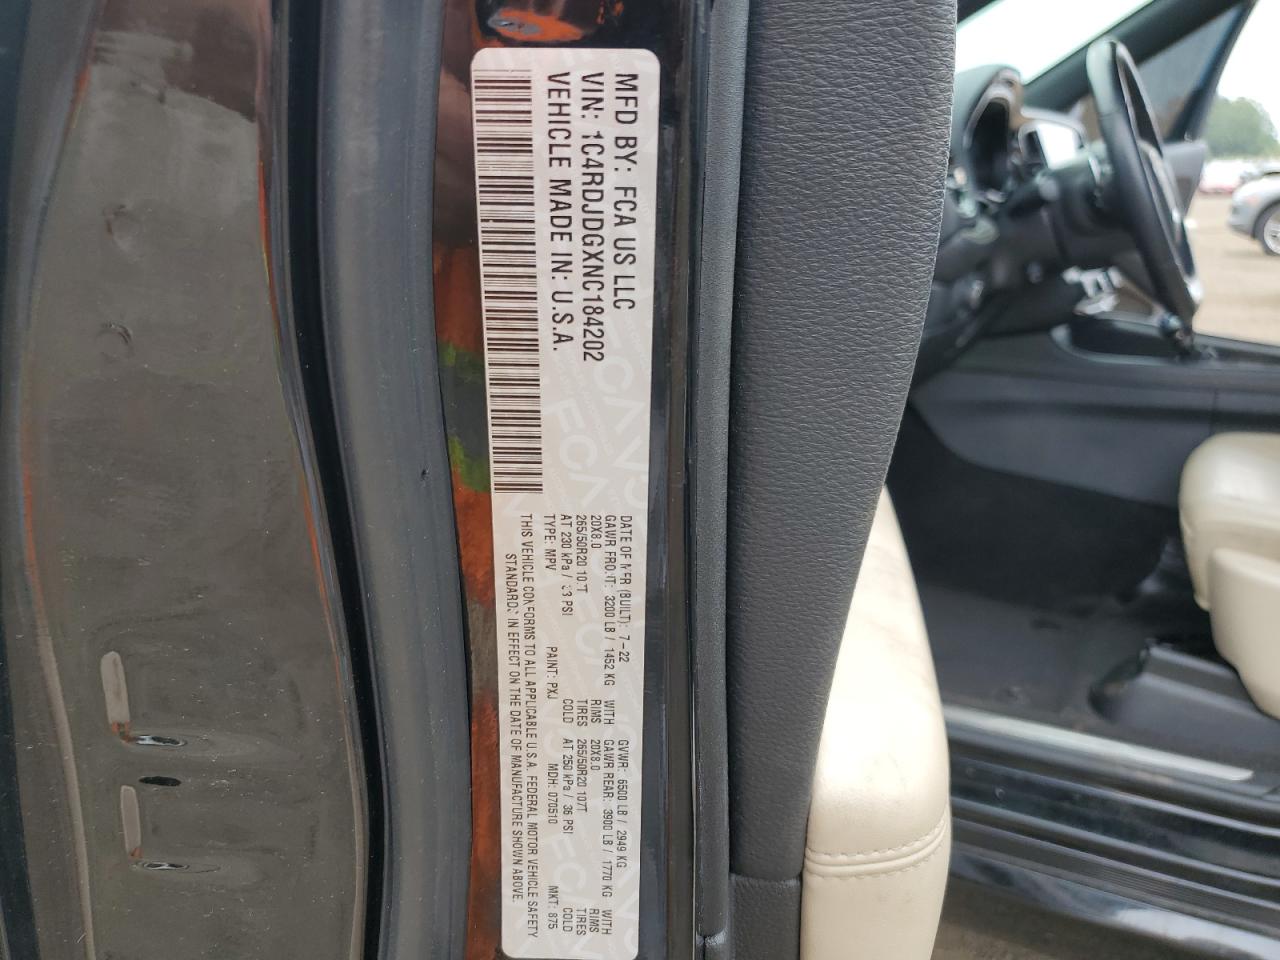 MFD BY: FCA US LLC
VIN: 1C4RDJDGXNC184202
VEHICLE MADE IN: U.S.A.
DATE OF MFR (BUILT): 7-22 GVWR: 6500 LB / 2949 KG
GAWR FRONT: 3200 LB / 1452 KG WITH GAWR REAR: 3900 LB / 1770 KG WITH
20X8.0 RIMS 20X8.0 RIMS
265/50R20 107T TIRES 265/50R20 107T TIRES
AT 230 kPa / 33 PSI COLD AT 250 kPa / 36 PSI COLD
TYPE: MPV PAINT: PXJ MDH: 070510 MKT: 875
THIS VEHICLE CONFORMS TO ALL APPLICABLE U.S.A. FEDERAL MOTOR VEHICLE SAFETY
STANDARDS IN EFFECT ON THE DATE OF MANUFACTURE SHOWN ABOVE.